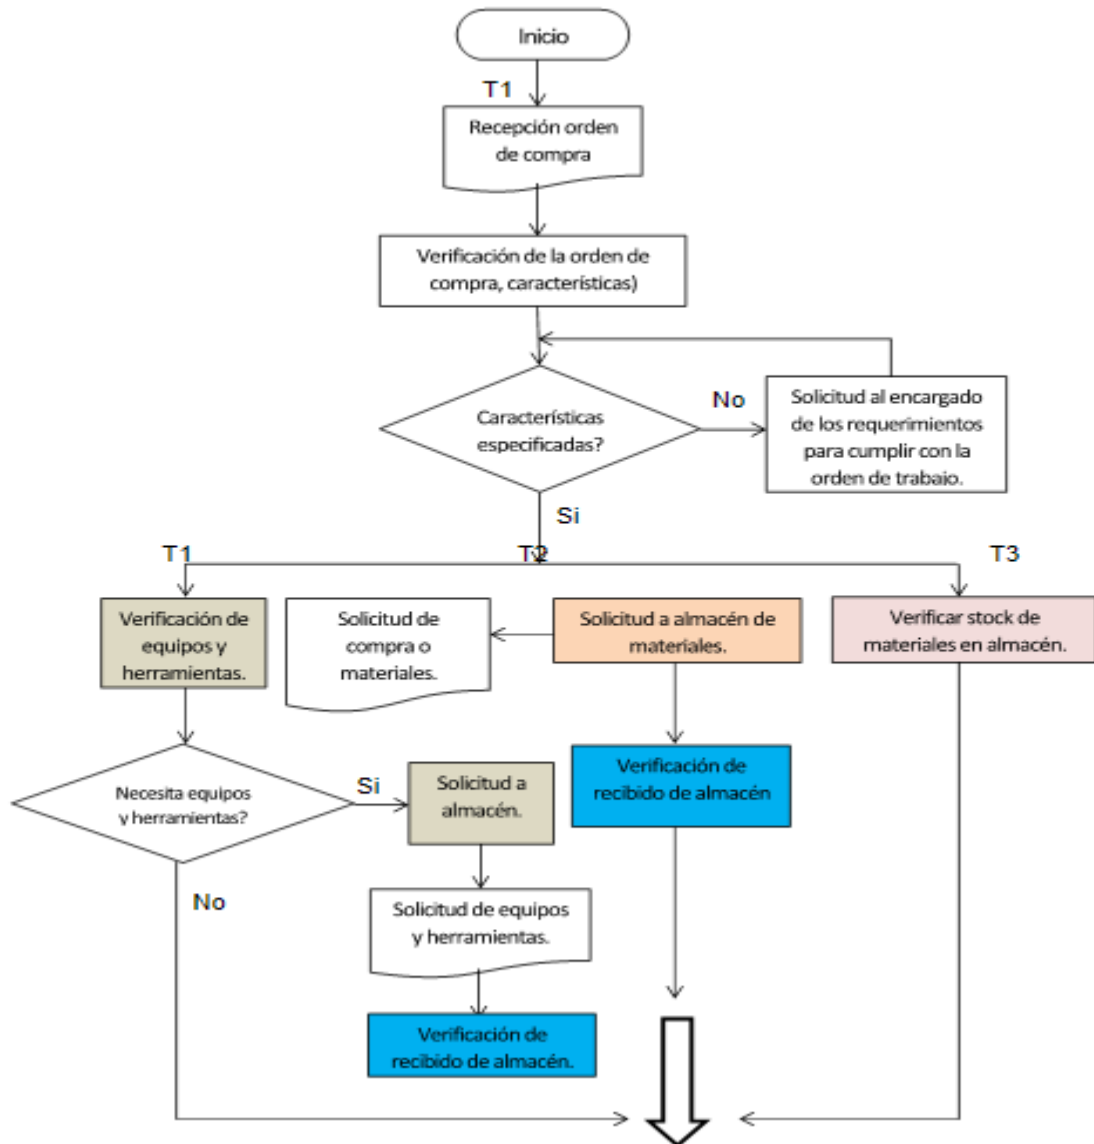 Inicio
T1
Recepción orden
de compra
Verificación de la orden de
compra, características)
Características
especificadas?
No
Solicitud al encargado
de los requerimientos
para cumplir con la
orden de trabajo.
Si
T1
T2
T3
Verificación de
equipos y
herramientas.
Solicitud de
compra o
materiales.
Solicitud a almacén de
materiales.
Verificar stock de
materiales en almacén.
Necesita equipos
y herramientas?
Si
Solicitud a
almacén.
Verificación de
recibido de almacén
No
Solicitud de equipos
y herramientas.
Verificación de
recibido de almacén.